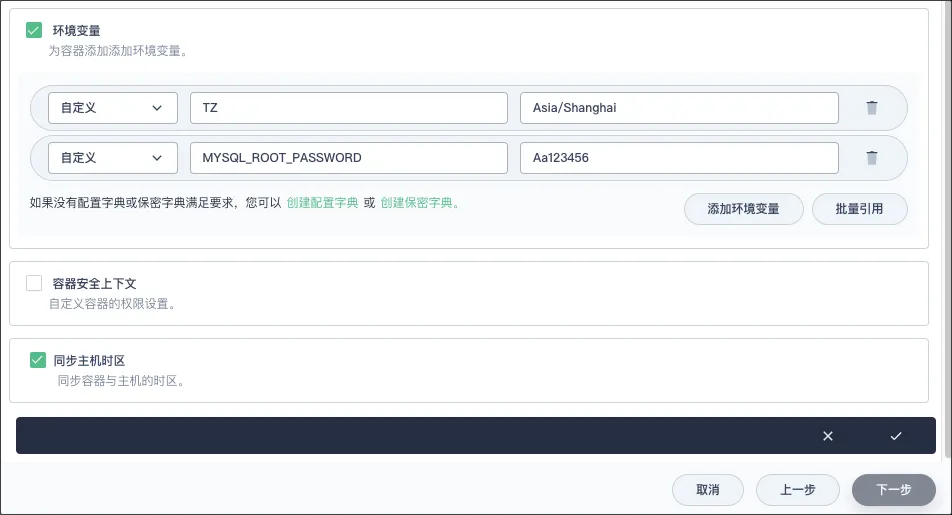 环境变量
为容器添加添加环境变量。
自定义 TZ Asia/Shanghai
自定义 MYSQL_ROOT_PASSWORD Aa123456
如果没有配置字典或保密字典满足要求，您可以 创建配置字典 或 创建保密字典。 添加环境变量 批量引用
容器安全上下文
自定义容器的权限设置。
同步主机时区
同步容器与主机的时区。
取消 上一步 下一步